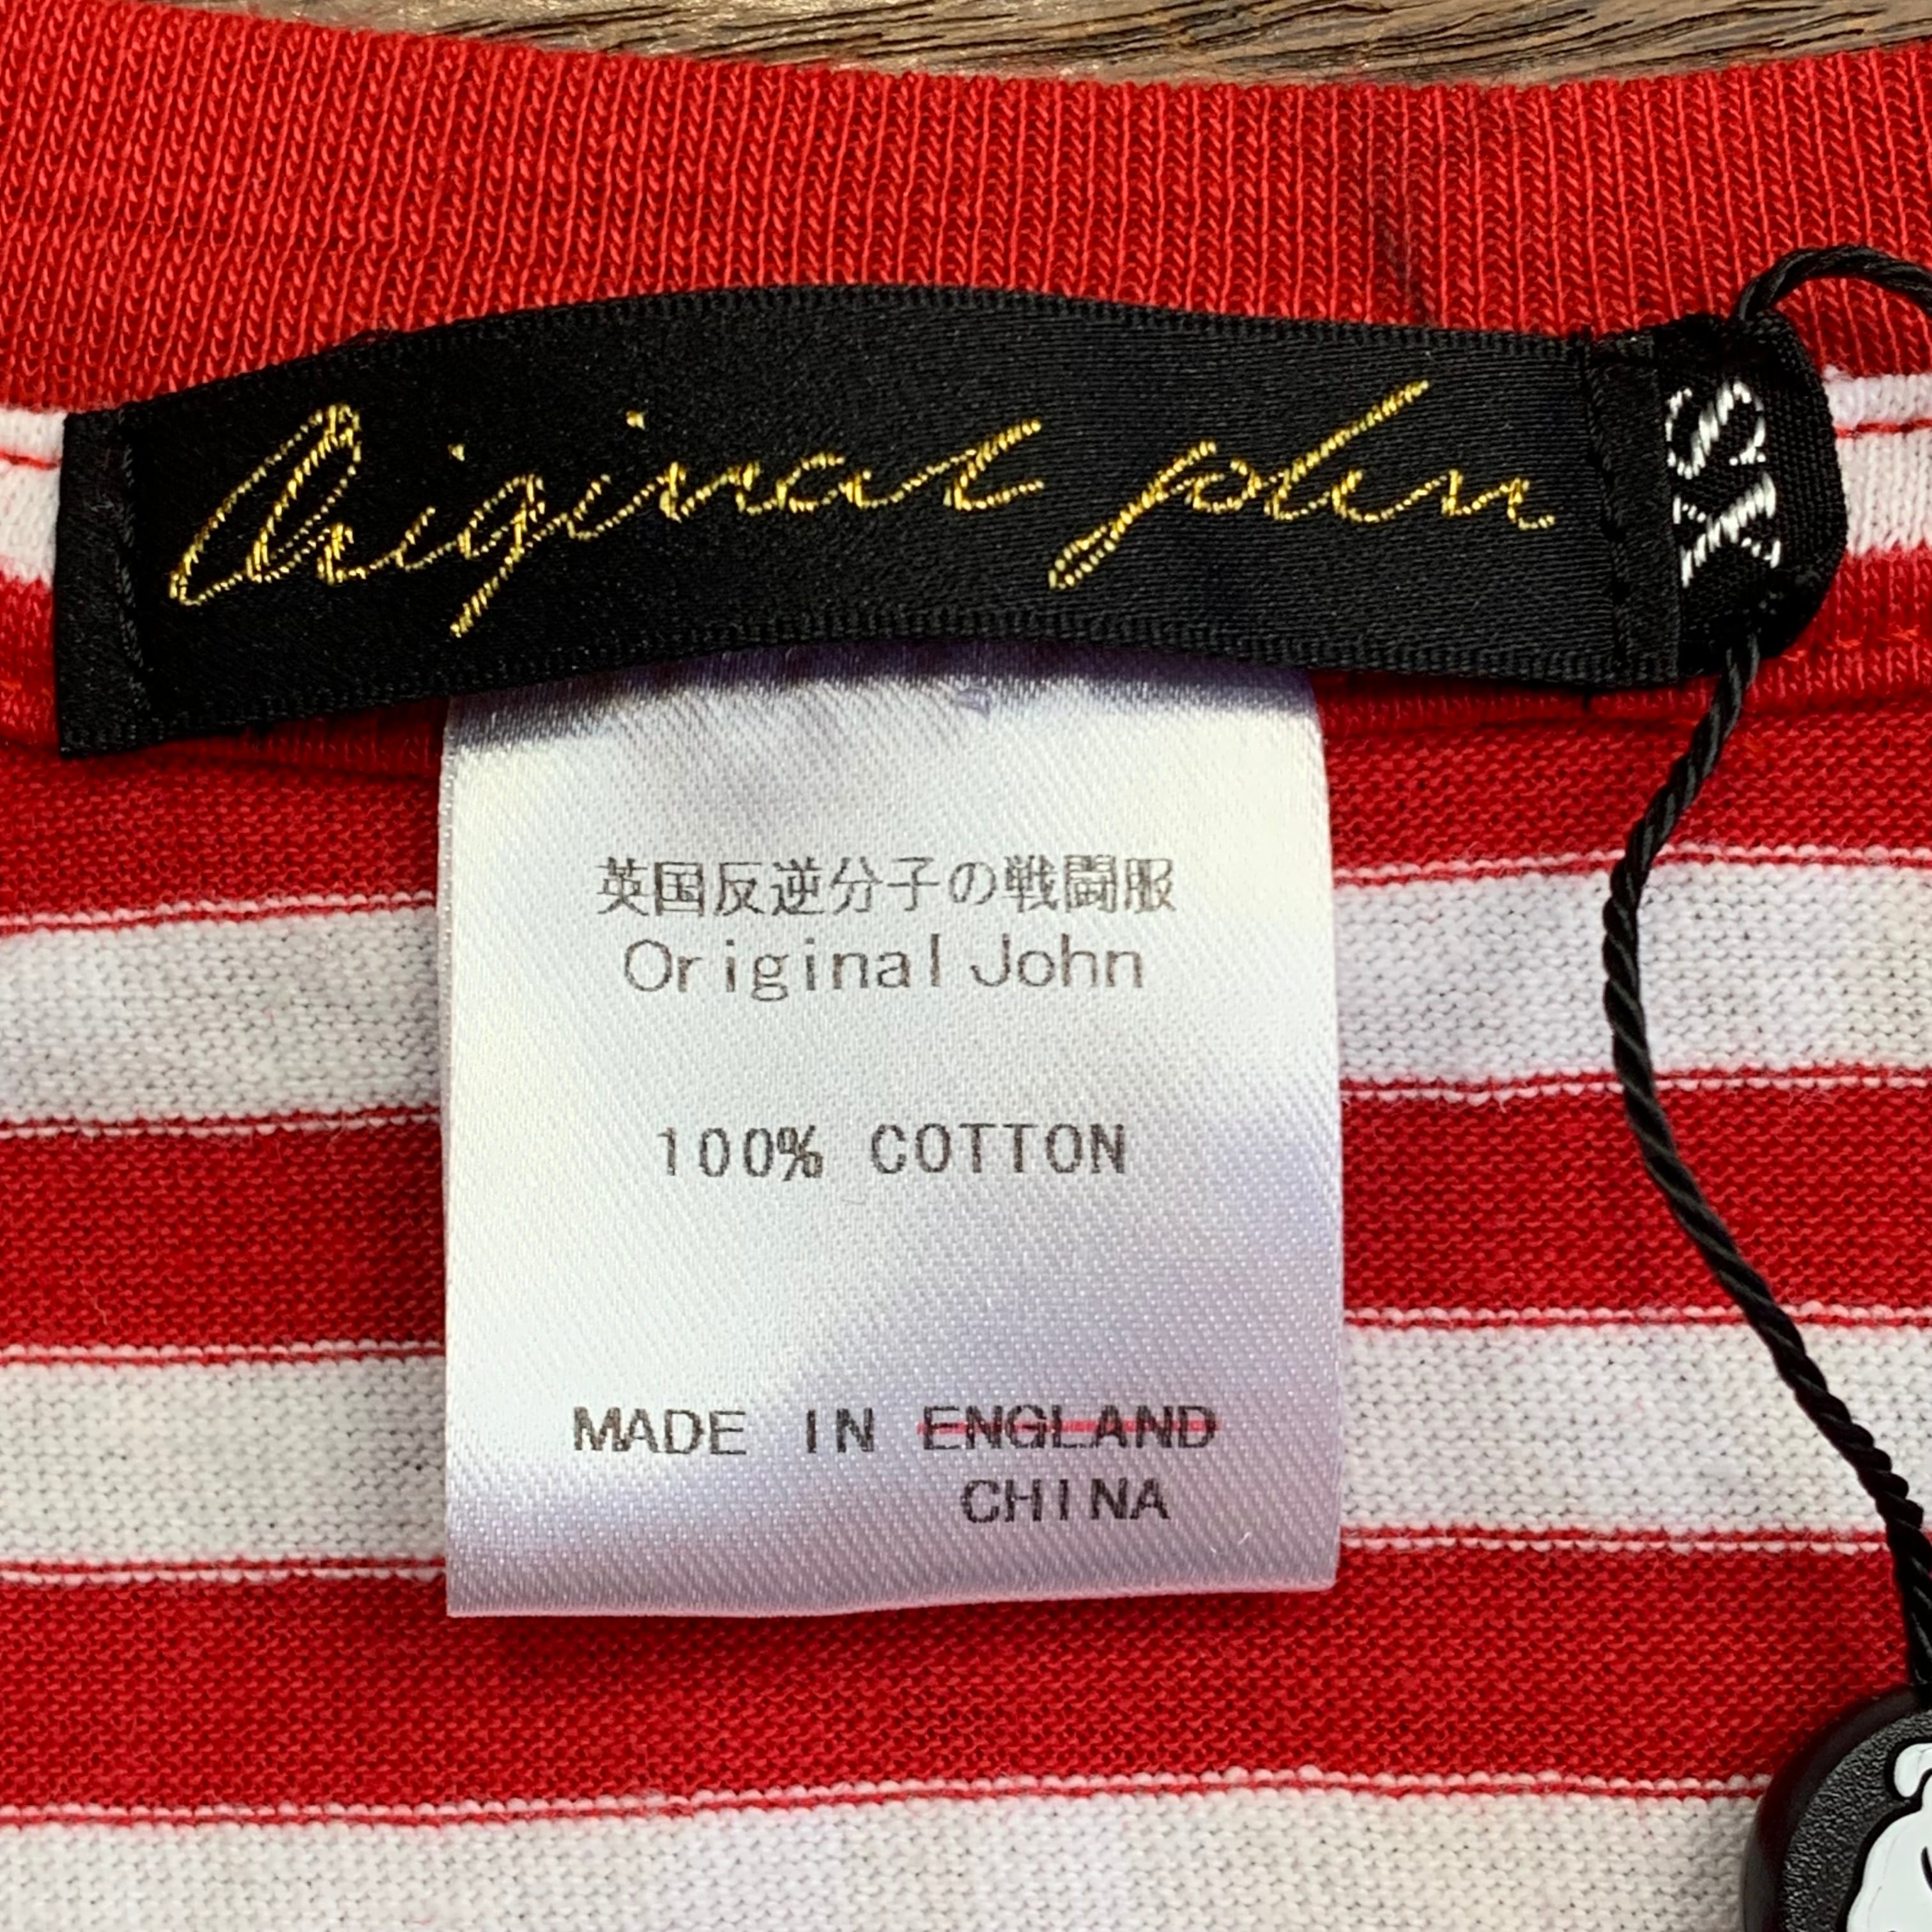 Original John
XS
英国反逆分子の戦闘服
Original John
100% COTTON
MADE IN ENGLAND
CHINA